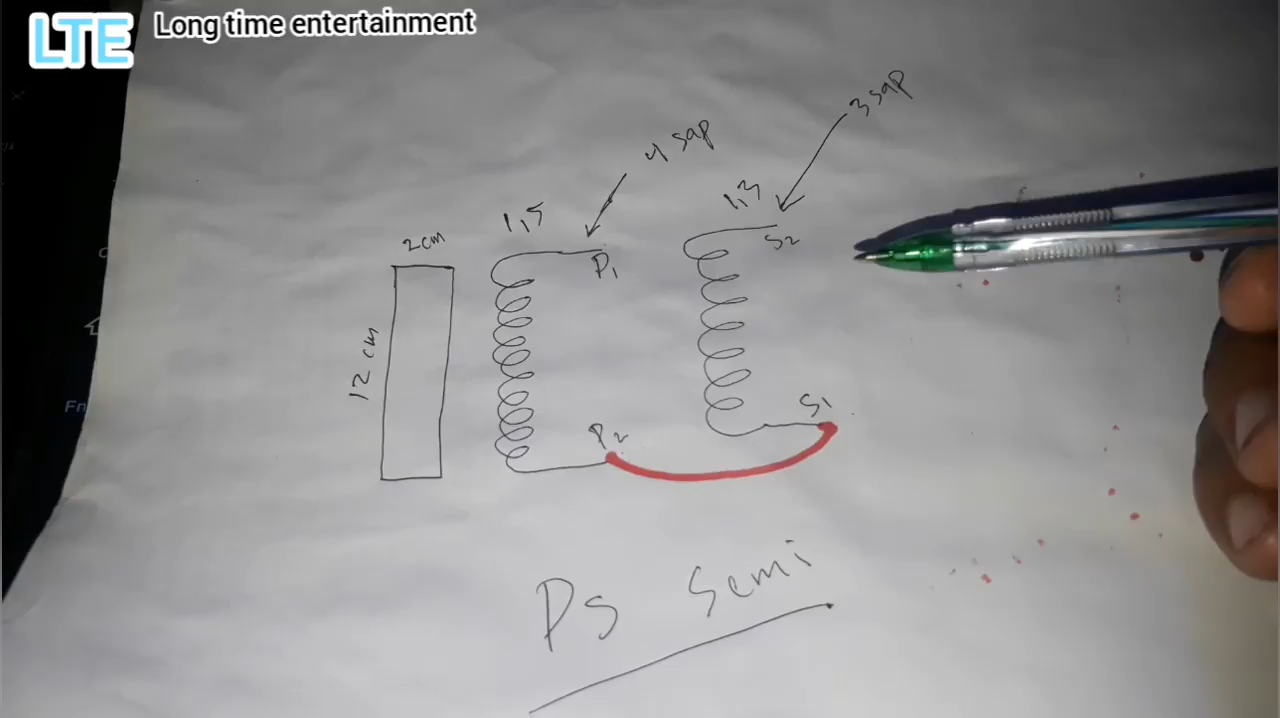 LTE Long time entertainment
3 sap
4 sap
1,3
1,5
2cm
S2
P1
12 cm
Fn
S1
P2
Ps Semi